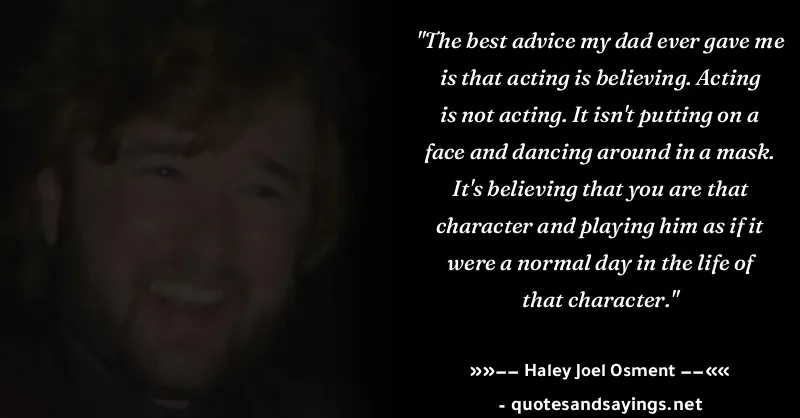 "The best advice my dad ever gave me
is that acting is believing. Acting
is not acting. It isn't putting on a
face and dancing around in a mask.
It's believing that you are that
character and playing him as if it
were a normal day in the life of
that character."
»»–– Haley Joel Osment ––««
- quotesandsayings.net